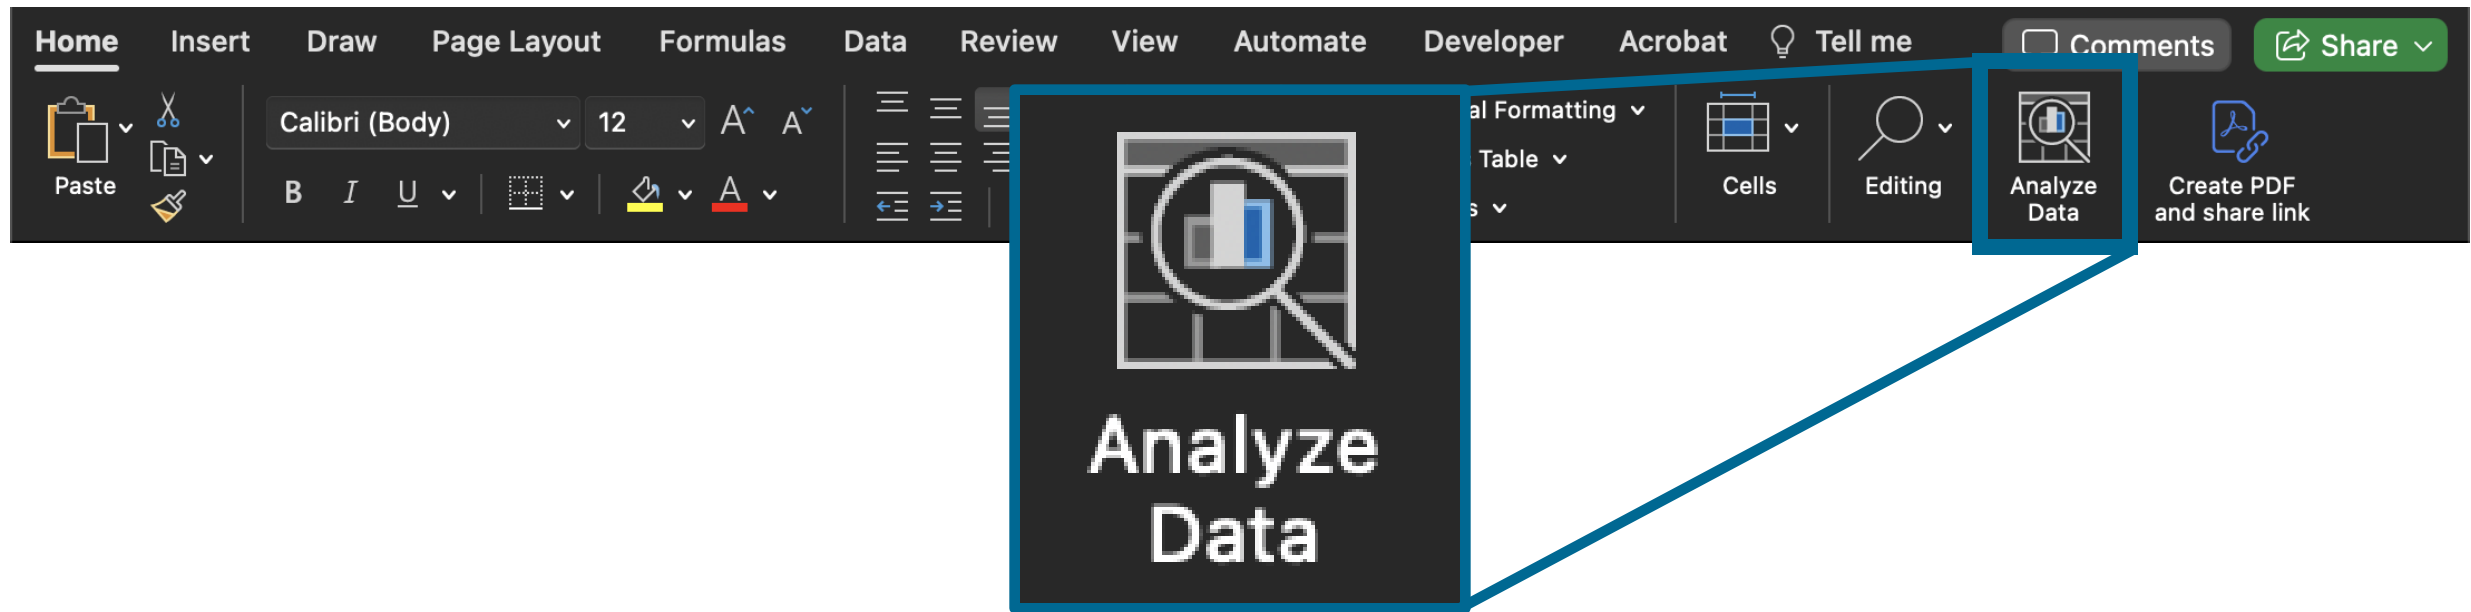 Home Insert Draw Page Layout Formulas Data Review View Automate Developer Acrobat Tell me Comments Share
Paste
Calibri (Body) 12
B I U A
al Formatting
Table
s
Cells
Editing
Analyze
Data
Create PDF
and share link
Analyze
Data